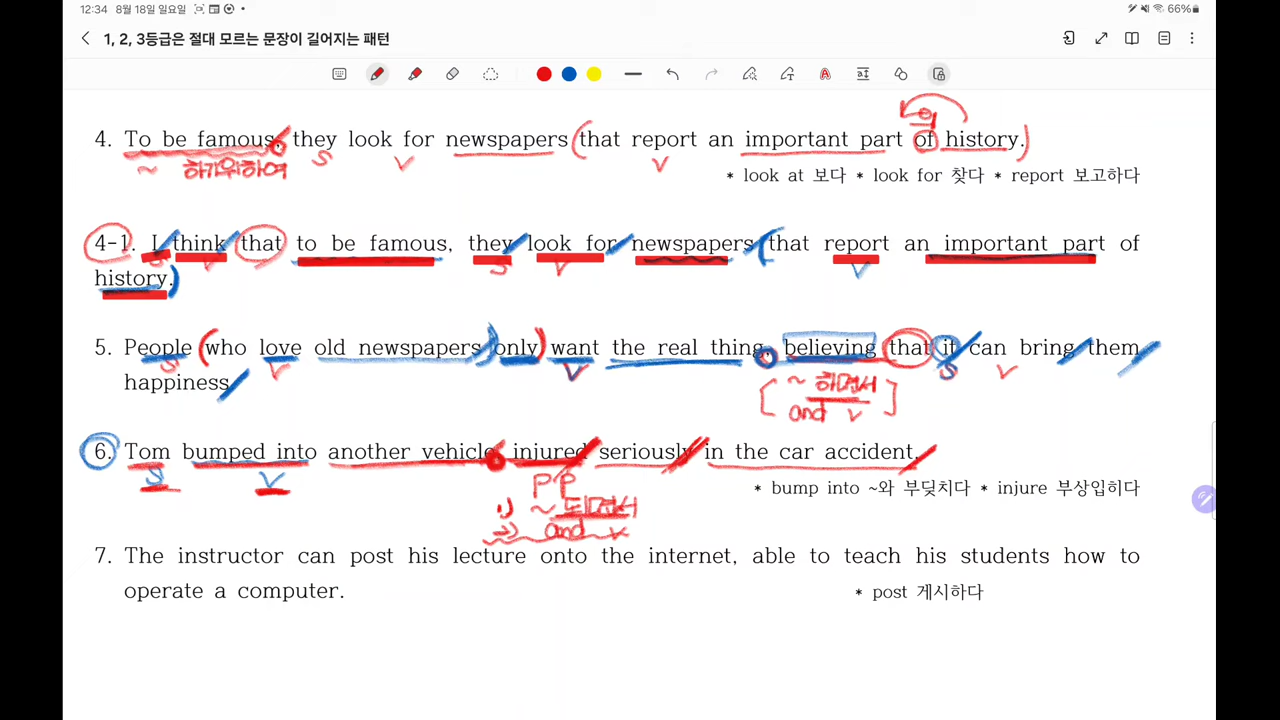 12:34 8월 18일 일요일
66%
1, 2, 3등급은 절대 모르는 문장이 길어지는 패턴
의
4. To be famous, they look for newspapers (that report an important part of history.)
S V V
~ 하기위하여
* look at 보다 * look for 찾다 * report 보고하다
4-1. I think that to be famous, they look for newspapers (that report an important part of
S V S V V
history.)
5. People (who love old newspapers) only) want the real thing, believing that it can bring them
S V V S V
happiness.
[ ~ 하면서
and v ]
6. Tom bumped into another vehicle, injured seriously in the car accident.
S V PP
* bump into ~와 부딪치다 * injure 부상입히다
1) ~ 되면서
2) and v
7. The instructor can post his lecture onto the internet, able to teach his students how to
operate a computer.
* post 게시하다